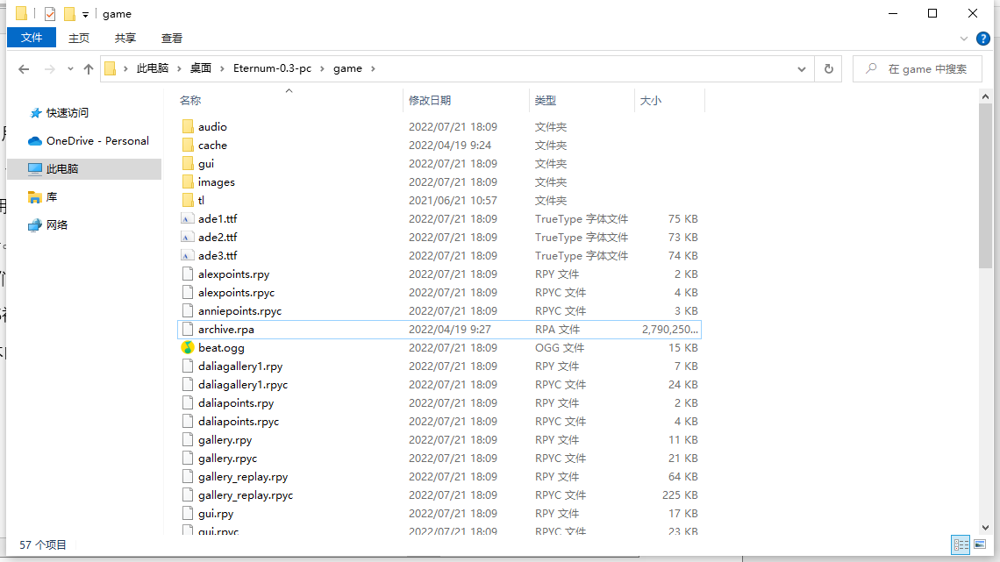 game
文件 主页 共享 查看
此电脑 桌面 Eternum-0.3-pc game 在 game 中搜索
快速访问
OneDrive - Personal
此电脑
库
网络
名称 修改日期 类型 大小
audio 2022/07/21 18:09 文件夹
cache 2022/04/19 9:24 文件夹
gui 2022/07/21 18:09 文件夹
images 2022/07/21 18:09 文件夹
tl 2021/06/21 10:57 文件夹
ade1.ttf 2022/07/21 18:09 TrueType 字体文件 75 KB
ade2.ttf 2022/07/21 18:09 TrueType 字体文件 73 KB
ade3.ttf 2022/07/21 18:09 TrueType 字体文件 74 KB
alexpoints.rpy 2022/07/21 18:09 RPY 文件 2 KB
alexpoints.rpyc 2022/07/21 18:09 RPYC 文件 4 KB
anniepoints.rpyc 2022/07/21 18:09 RPYC 文件 3 KB
archive.rpa 2022/04/19 9:27 RPA 文件 2,790,250...
beat.ogg 2022/07/21 18:09 OGG 文件 15 KB
daliagallery1.rpy 2022/07/21 18:09 RPY 文件 7 KB
daliagallery1.rpyc 2022/07/21 18:09 RPYC 文件 24 KB
daliapoints.rpy 2022/07/21 18:09 RPY 文件 2 KB
daliapoints.rpyc 2022/07/21 18:09 RPYC 文件 4 KB
gallery.rpy 2022/07/21 18:09 RPY 文件 11 KB
gallery.rpyc 2022/07/21 18:09 RPYC 文件 21 KB
gallery_replay.rpy 2022/07/21 18:09 RPY 文件 64 KB
gallery_replay.rpyc 2022/07/21 18:09 RPYC 文件 225 KB
gui.rpy 2022/07/21 18:09 RPY 文件 17 KB
gui.rpyc 2022/07/21 18:09 RPYC 文件 23 KB
57 个项目